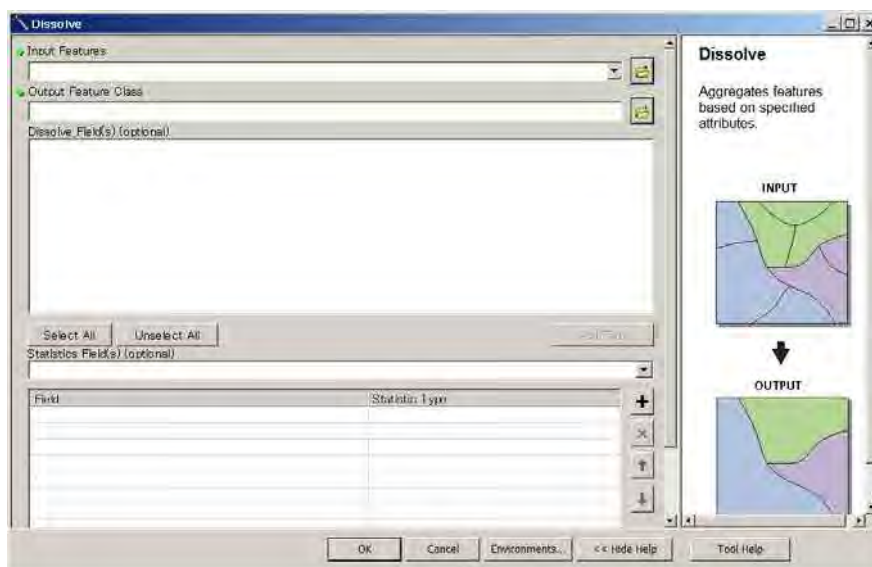 Dissolve
Input Features
Output Feature Class
Dissolve_Field(s) (optional)
Select All
Unselect All
Statistics Field(s) (optional)
Field
Statistic Type
OK
Cancel
Environments...
<< Hide Help
Tool Help
Dissolve
Aggregates features
based on specified
attributes.
INPUT
OUTPUT